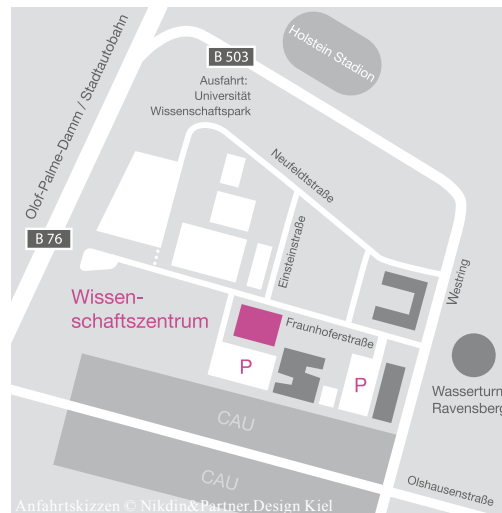 Holstein Stadion
B 503
Ausfahrt:
Universität
Wissenschaftspark
Olof-Palme-Damm / Stadtautobahn
Neufeldtstraße
B 76
Einsteinstraße
Westring
Wissen-
schaftszentrum
Fraunhoferstraße
P
P
Wasserturm
Ravensberg
CAU
CAU
Olshausenstraße
Anfahrtskizzen © Nikdin&Partner.Design Kiel